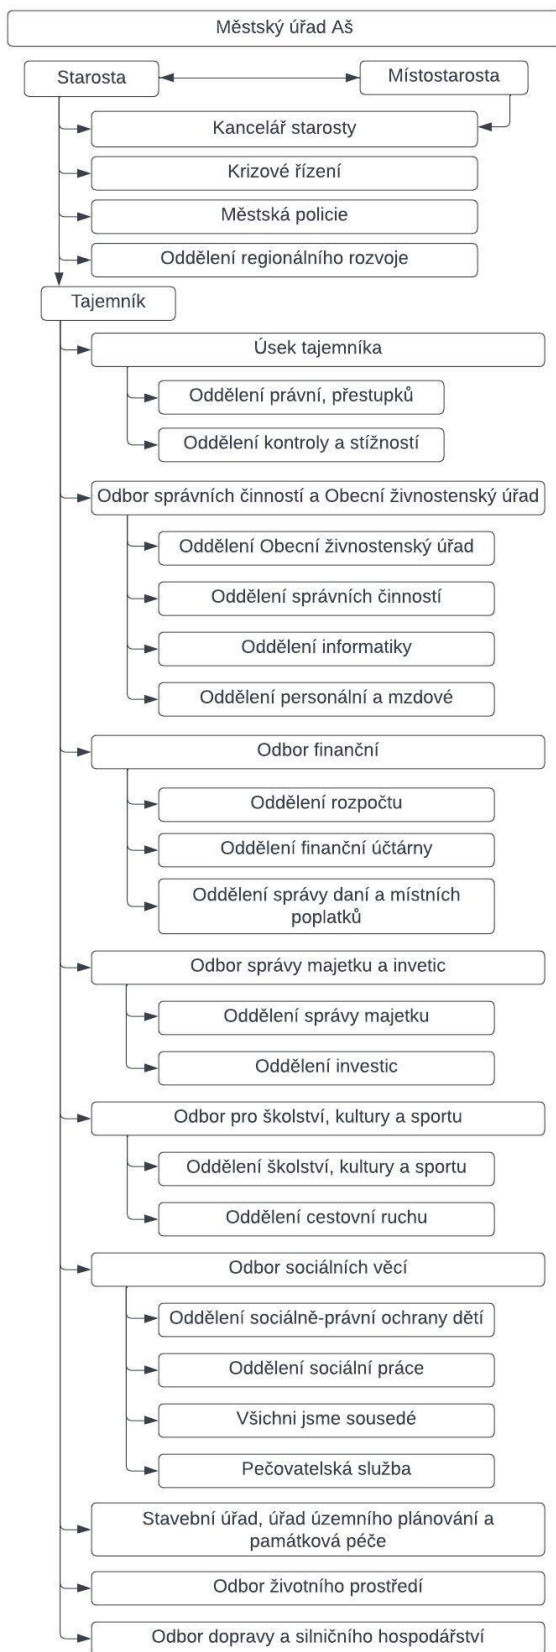 Městský úřad Aš
Starosta
Místostarosta
Kancelář starosty
Krizové řízení
Městská policie
Oddělení regionálního rozvoje
Tajemník
Úsek tajemníka
Oddělení právní, přestupků
Oddělení kontroly a stížností
Odbor správních činností a Obecní živnostenský úřad
Oddělení Obecní živnostenský úřad
Oddělení správních činností
Oddělení informatiky
Oddělení personální a mzdové
Odbor finanční
Oddělení rozpočtu
Oddělení finanční účtárny
Oddělení správy daní a místních
poplatků
Odbor správy majetku a invetic
Oddělení správy majetku
Oddělení investic
Odbor pro školství, kultury a sportu
Oddělení školství, kultury a sportu
Oddělení cestovní ruchu
Odbor sociálních věcí
Oddělení sociálně-právní ochrany dětí
Oddělení sociální práce
Všichni jsme sousedé
Pečovatelská služba
Stavební úřad, úřad územního plánování a
památková péče
Odbor životního prostředí
Odbor dopravy a silničního hospodářství